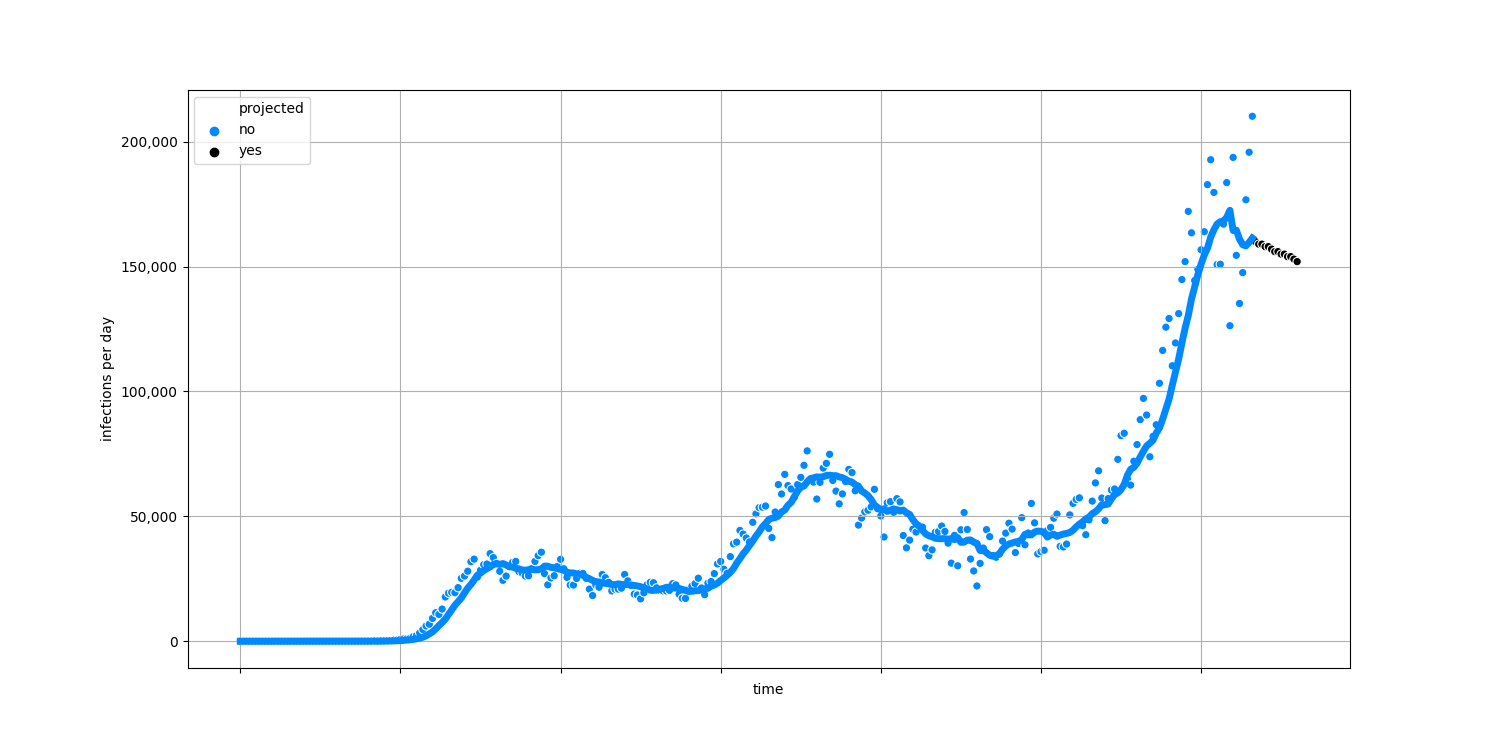 projected
no
yes
200,000
150,000
100,000
50,000
0
infections per day
time